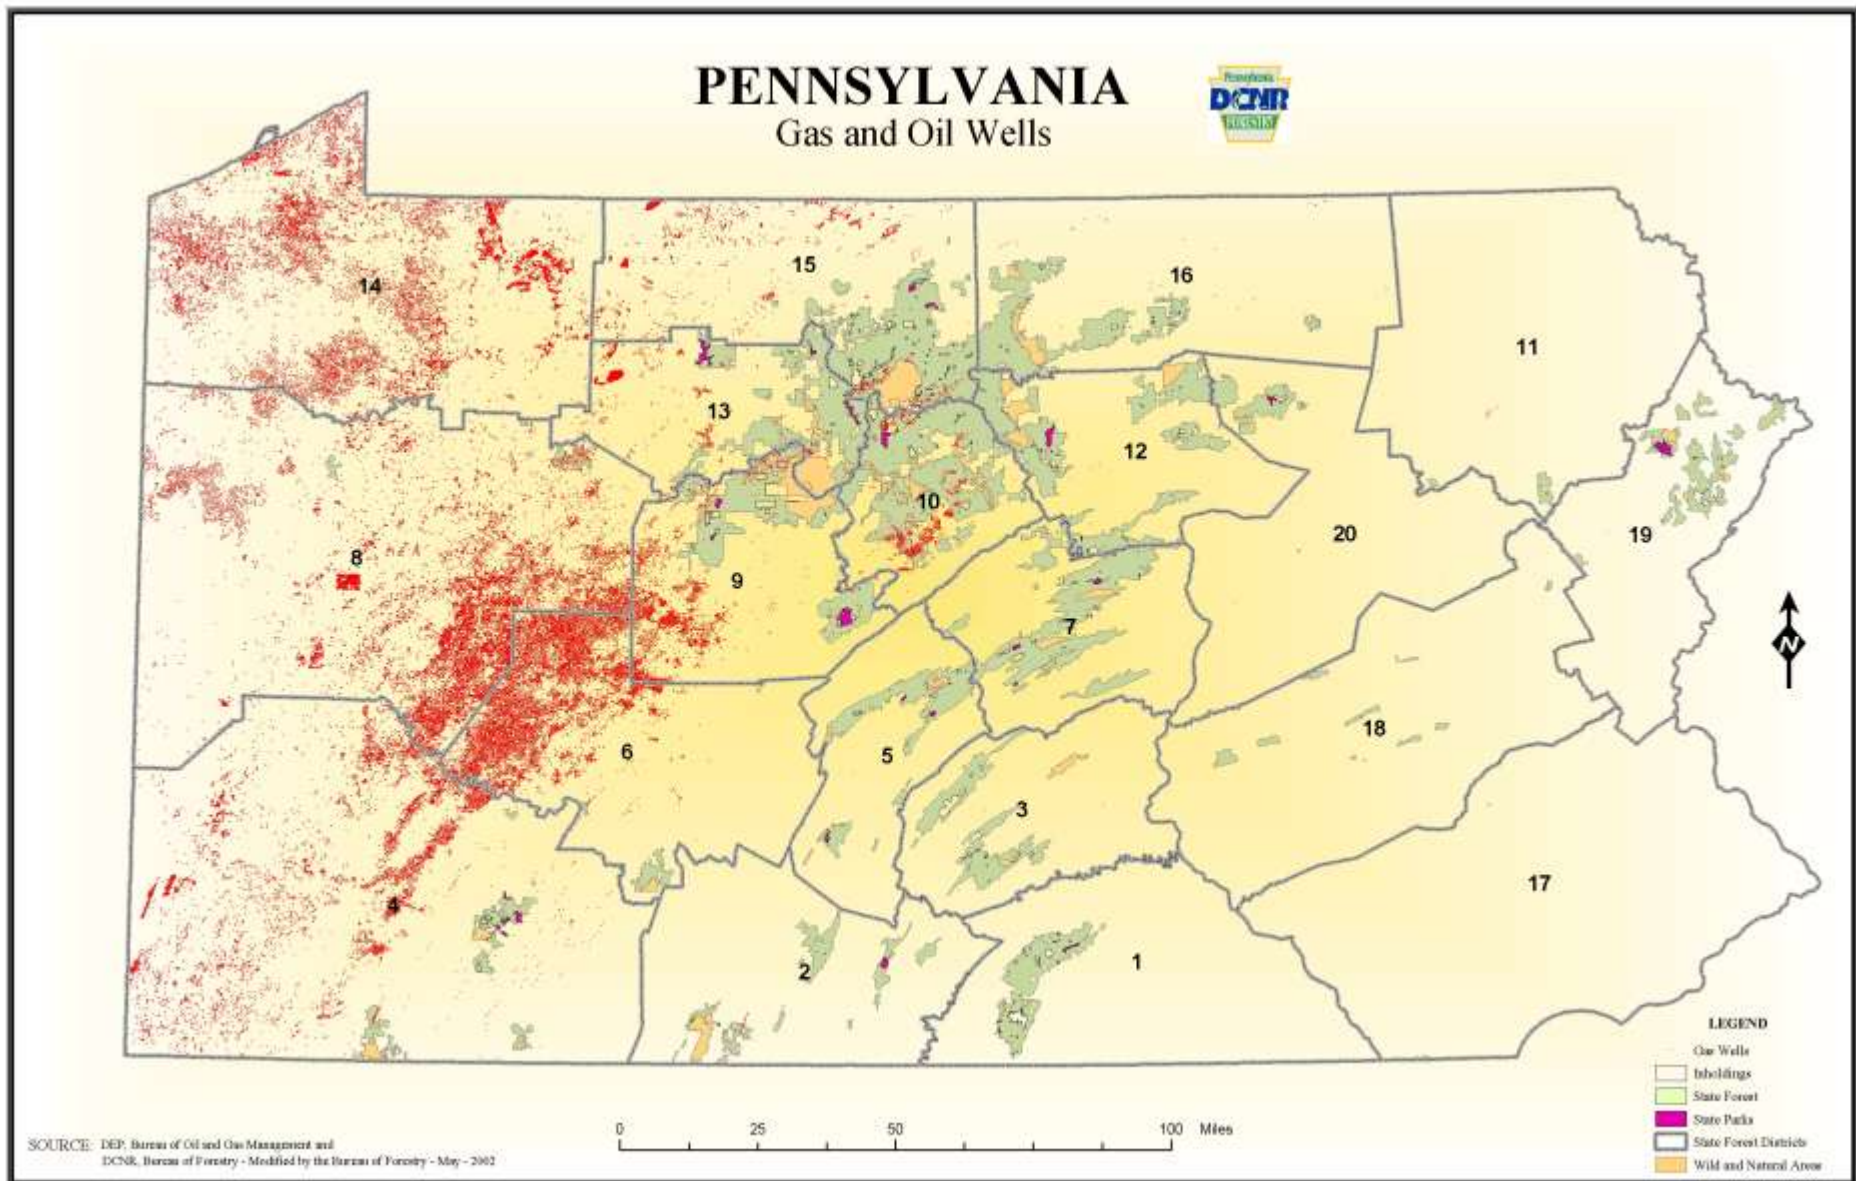 PENNSYLVANIA
Gas and Oil Wells
Pennsylvania
DCNR
FORESTRY
14
15
16
11
13
12
10
8
9
20
19
7
6
5
18
3
4
17
2
1
N
LEGEND
Gas Wells
Inholdings
State Forest
State Parks
State Forest Districts
Wild and Natural Areas
0 25 50 100 Miles
SOURCE: DEP, Bureau of Oil and Gas Management and
DCNR, Bureau of Forestry - Modified by the Bureau of Forestry - May - 2002